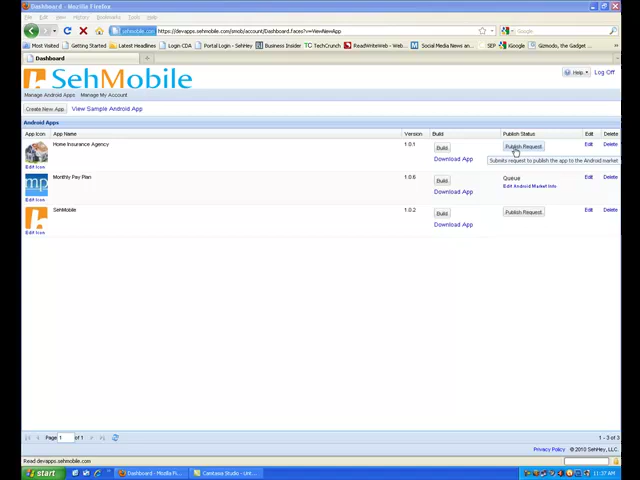 Dashboard - Mozilla Firefox
File Edit View History Bookmarks Tools Help
sehmobile.com https://devapps.sehmobile.com/smob/account/Dashboard.faces?v=ViewNewApp
Google
Most Visited Getting Started Latest Headlines Login CDA Portal Login - SehHey Business Insider TechCrunch ReadWriteWeb - Web... Social Media News an... SEP Google Gizmodo, the Gadget ...
Dashboard
SehMobile
Help Log Off
Manage Android Apps Manage My Account
Create New App View Sample Android App
Android Apps
App Icon App Name Version Build Publish Status Edit Delete
Home Insurance Agency 1.0.1 Build Publish Request Edit Delete
Edit Icon Download App Submits request to publish the app to the Android market
mp Monthly Pay Plan 1.0.6 Build Queue Edit Delete
Edit Icon Download App Edit Android Market Info
SehMobile 1.0.2 Build Publish Request Edit Delete
Edit Icon Download App
Page 1 of 1 1 - 3 of 3
Privacy Policy © 2010 SehHey, LLC.
Read devapps.sehmobile.com
start Dashboard - Mozilla Fi... Camtasia Studio - Unt... 11:37 AM